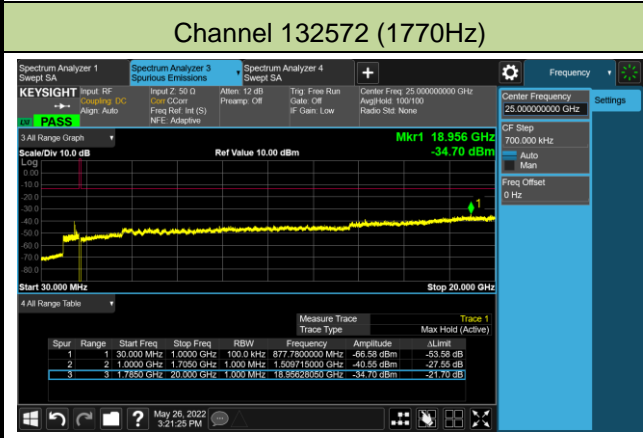 Channel 132572 (1770Hz)
Spectrum Analyzer 1
Swept SA
Spectrum Analyzer 3
Spurious Emissions
Spectrum Analyzer 4
Swept SA
+
Frequency
KEYSIGHT
Input: RF
Coupling: DC
Align: Auto
Input Z: 50 Ω
Corr CCorr
Freq Ref: Int (S)
NFE: Adaptive
Atten: 12 dB
Preamp: Off
Trig: Free Run
Gate: Off
IF Gain: Low
Center Freq: 25.000000000 GHz
Avg|Hold: 100/100
Radio Std: None
LXI
PASS
Center Frequency
25.000000000 GHz
Settings
CF Step
700.000 kHz
Auto
Man
Freq Offset
0 Hz
3 All Range Graph
Mkr1 18.956 GHz
Scale/Div 10.0 dB
Ref Value 10.00 dBm
-34.70 dBm
Log
0.00
-10.0
-20.0
-30.0
-40.0
-50.0
-60.0
-70.0
-80.0
1
Start 30.000 MHz
Stop 20.000 GHz
4 All Range Table
Measure Trace Trace 1
Trace Type Max Hold (Active)
Spur Range Start Freq Stop Freq RBW Frequency Amplitude ΔLimit
1 1 30.000 MHz 1.0000 GHz 100.0 kHz 877.7800000 MHz -66.58 dBm -53.58 dB
2 2 1.0000 GHz 1.7050 GHz 1.000 MHz 1.509715000 GHz -40.55 dBm -27.55 dB
3 3 1.7850 GHz 20.000 GHz 1.000 MHz 18.95628050 GHz -34.70 dBm -21.70 dB
?
May 26, 2022
3:21:25 PM